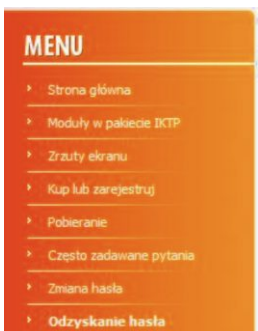 MENU
Strona główna
Moduły w pakiecie IKTP
Zrzuty ekranu
Kup lub zarejestruj
Pobieranie
Często zadawane pytania
Zmiana hasła
Odzyskanie hasła